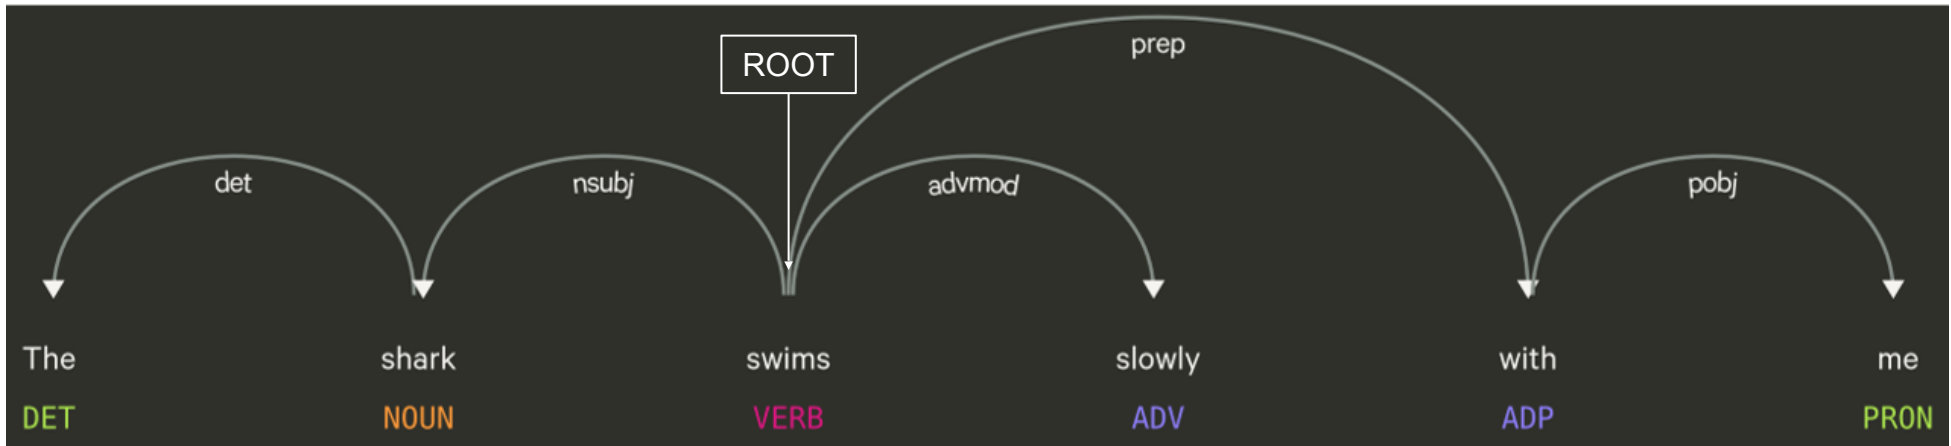 prep
ROOT
det nsubj advmod pobj
The shark swims slowly with me
DET NOUN VERB ADV ADP PRON